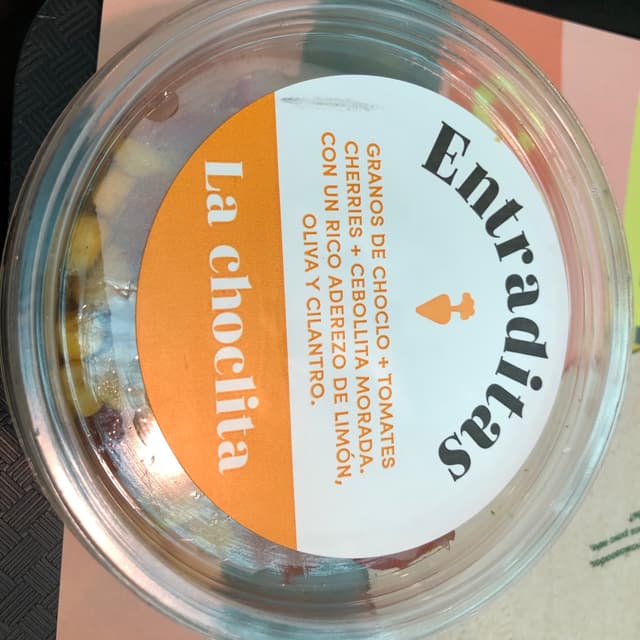 Entraditas
GRANOS DE CHOCLO + TOMATES
CHERRIES + CEBOLLITA MORADA.
CON UN RICO ADEREZO DE LIMÓN,
OLIVA Y CILANTRO.
La choclita